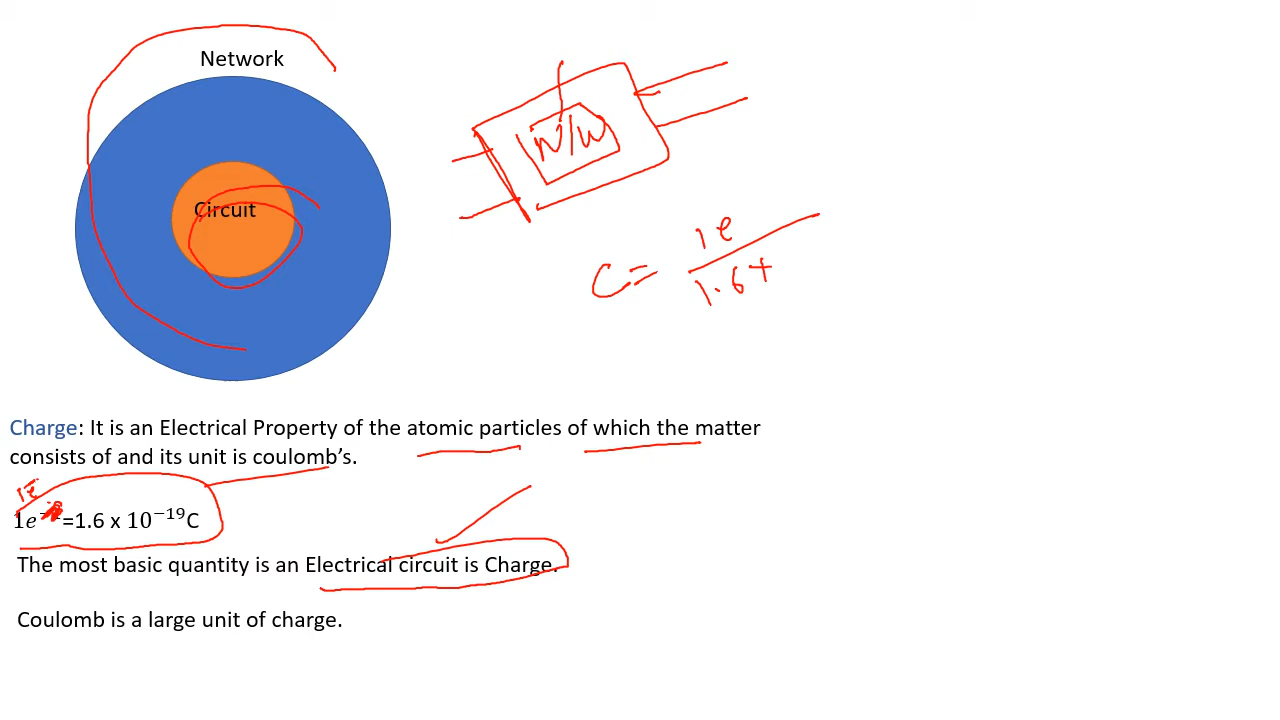 Network
Circuit
N/W
C = 1e
1.6 ×
Charge: It is an Electrical Property of the atomic particles of which the matter
consists of and its unit is coulomb's.
1e⁻
=1.6 x 10⁻¹⁹C
The most basic quantity is an Electrical circuit is Charge.
Coulomb is a large unit of charge.